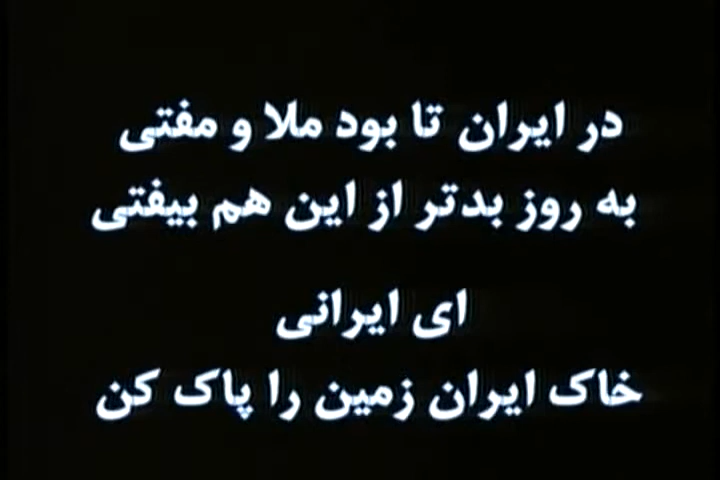 در ایران تا بود ملا و مفتی
به روز بدتر از این هم بیفتی
ای ایرانی
خاک ایران زمین را پاک کن